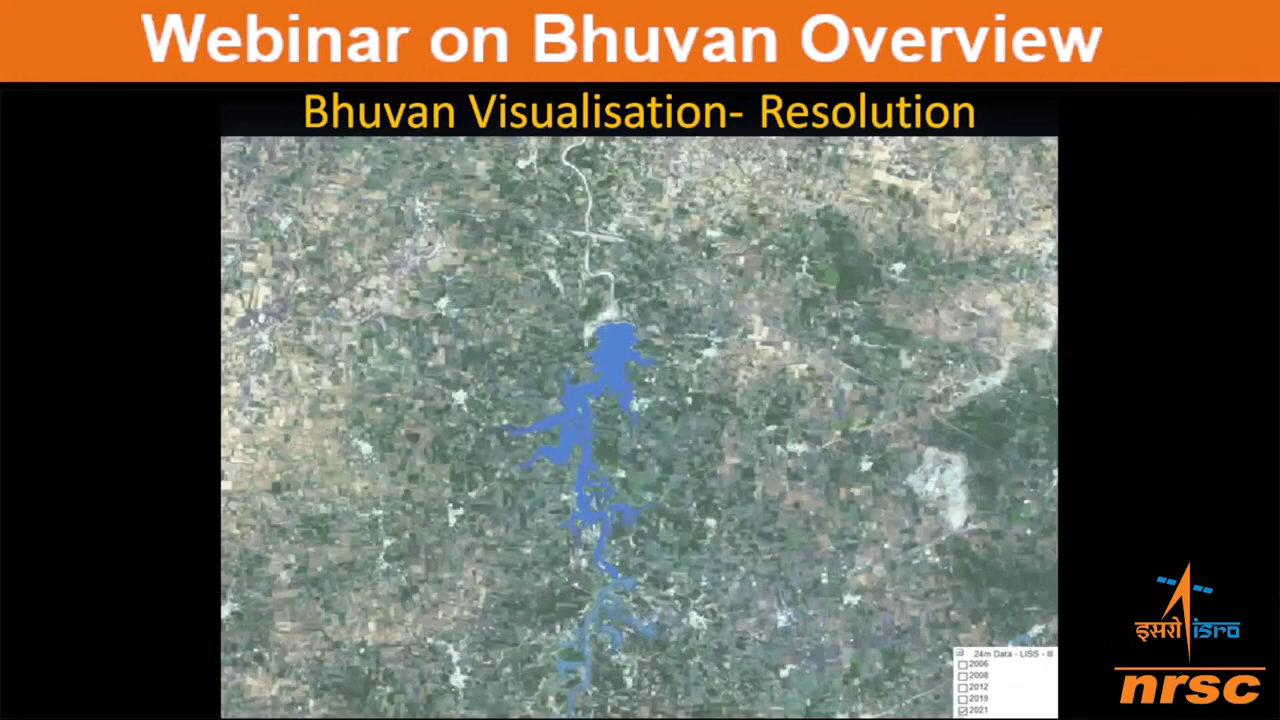 Webinar on Bhuvan Overview
Bhuvan Visualisation- Resolution
24m Data - LISS - III
2006
2008
2012
2019
2021
इसरो isro
nrsc